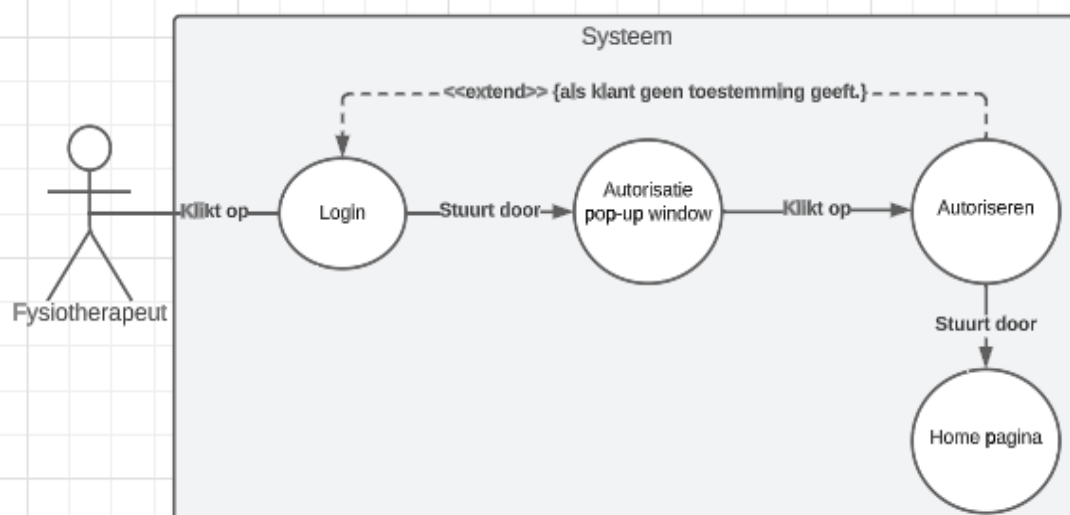 Systeem
<<extend>> {als klant geen toestemming geeft.}
Klikt op
Login
Stuurt door
Autorisatie
pop-up window
Klikt op
Autoriseren
Fysiotherapeut
Stuurt door
Home pagina